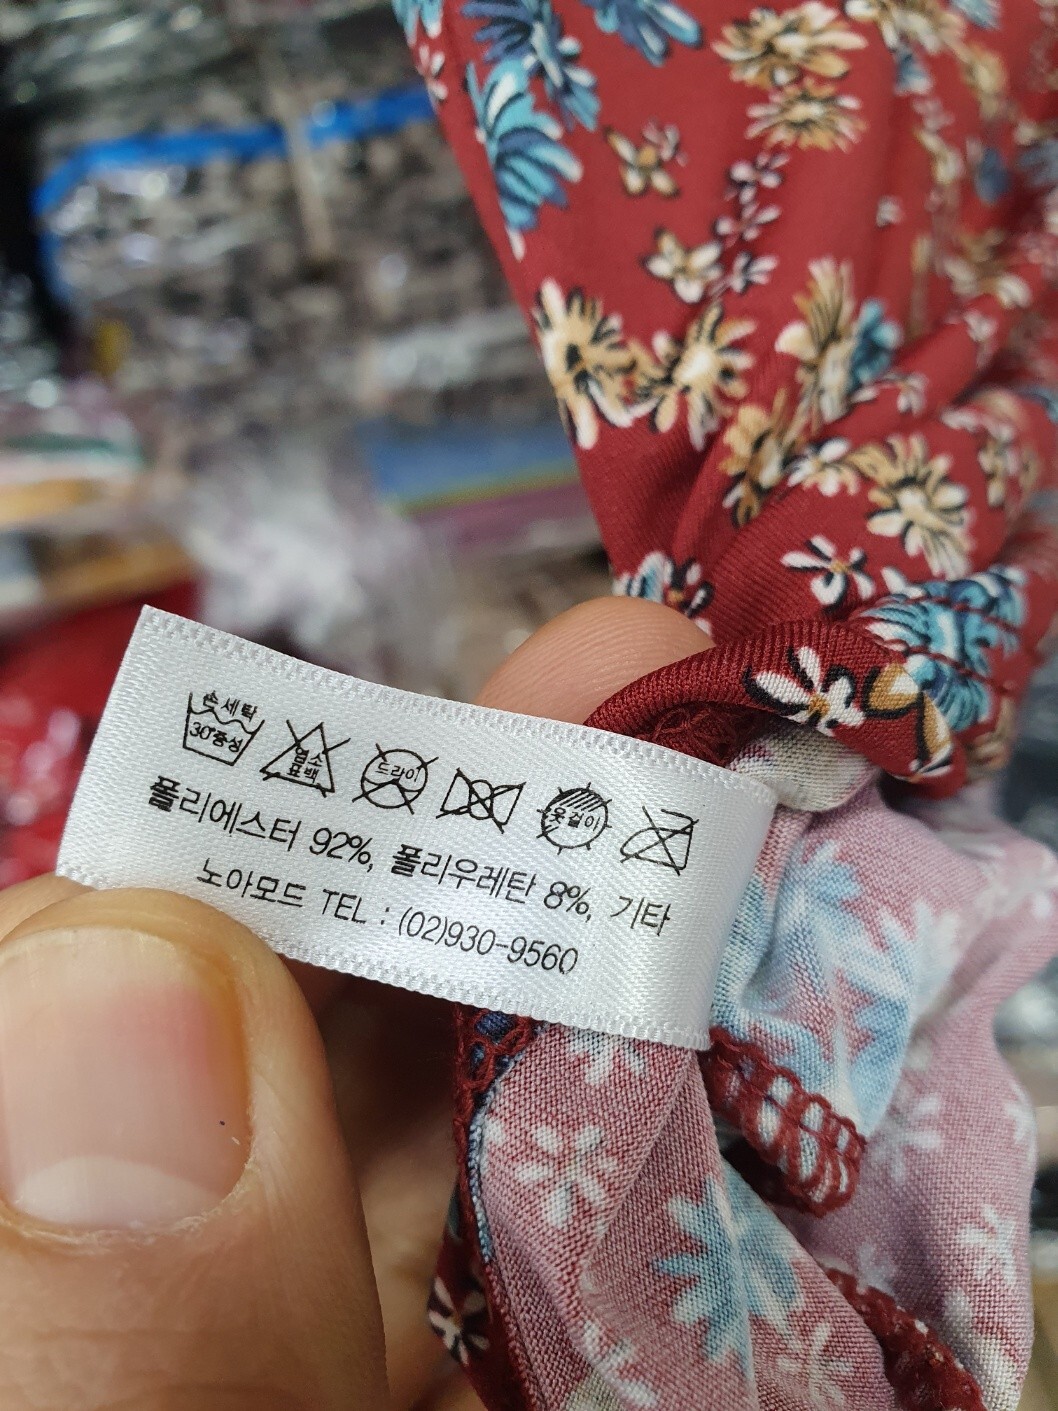 손세탁
30°중성
염소
표백
드라이
옷걸이
폴리에스터 92%, 폴리우레탄 8%, 기타
노아모드 TEL : (02)930-9560